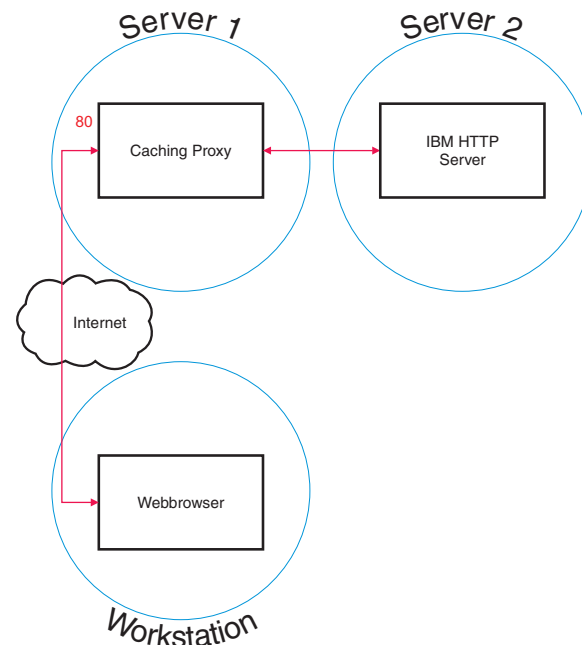 Server 1
Server 2
80
Caching Proxy
IBM HTTP
Server
Internet
Webbrowser
Workstation